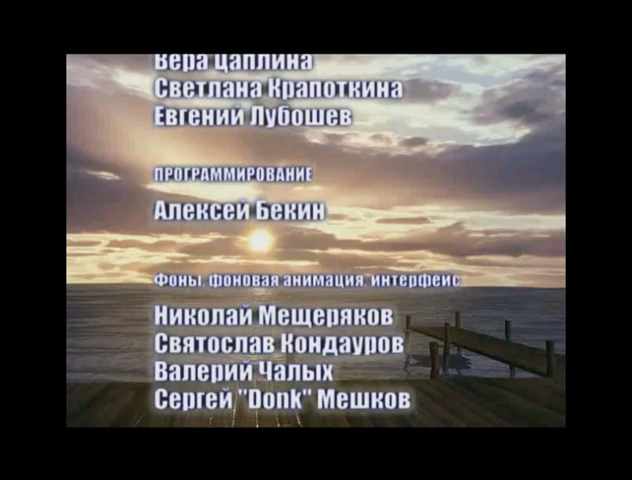 Вера Цаплина
Светлана Крапоткина
Евгений Лубошев
ПРОГРАММИРОВАНИЕ
Алексей Бекин
Фоны, фоновая анимация, интерфейс
Николай Мещеряков
Святослав Кондауров
Валерий Чалых
Сергей "Donk" Мешков